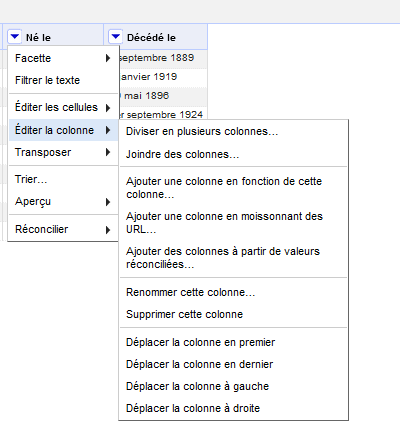 Né le
Décédé le
Facette
septembre 1889
Filtrer le texte
janvier 1919
Éditer les cellules
mai 1896
Éditer la colonne
septembre 1924
Transposer
Trier…
Aperçu
Réconcilier
Diviser en plusieurs colonnes…
Joindre des colonnes…
Ajouter une colonne en fonction de cette
colonne…
Ajouter une colonne en moissonnant des
URL…
Ajouter des colonnes à partir de valeurs
réconciliées…
Renommer cette colonne…
Supprimer cette colonne
Déplacer la colonne en premier
Déplacer la colonne en dernier
Déplacer la colonne à gauche
Déplacer la colonne à droite